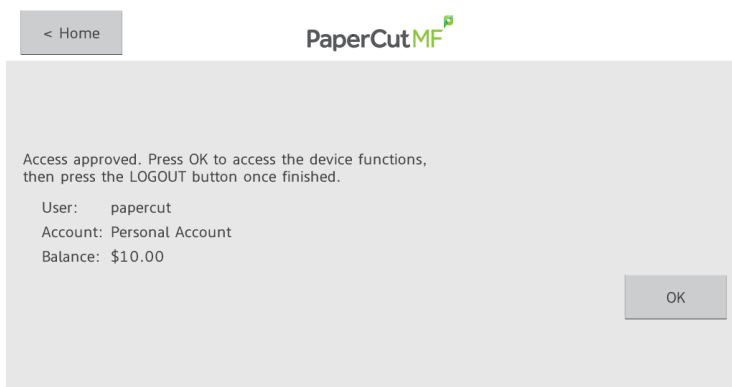 < Home
PaperCutMF
Access approved. Press OK to access the device functions,
then press the LOGOUT button once finished.
User: papercut
Account: Personal Account
Balance: $10.00
OK